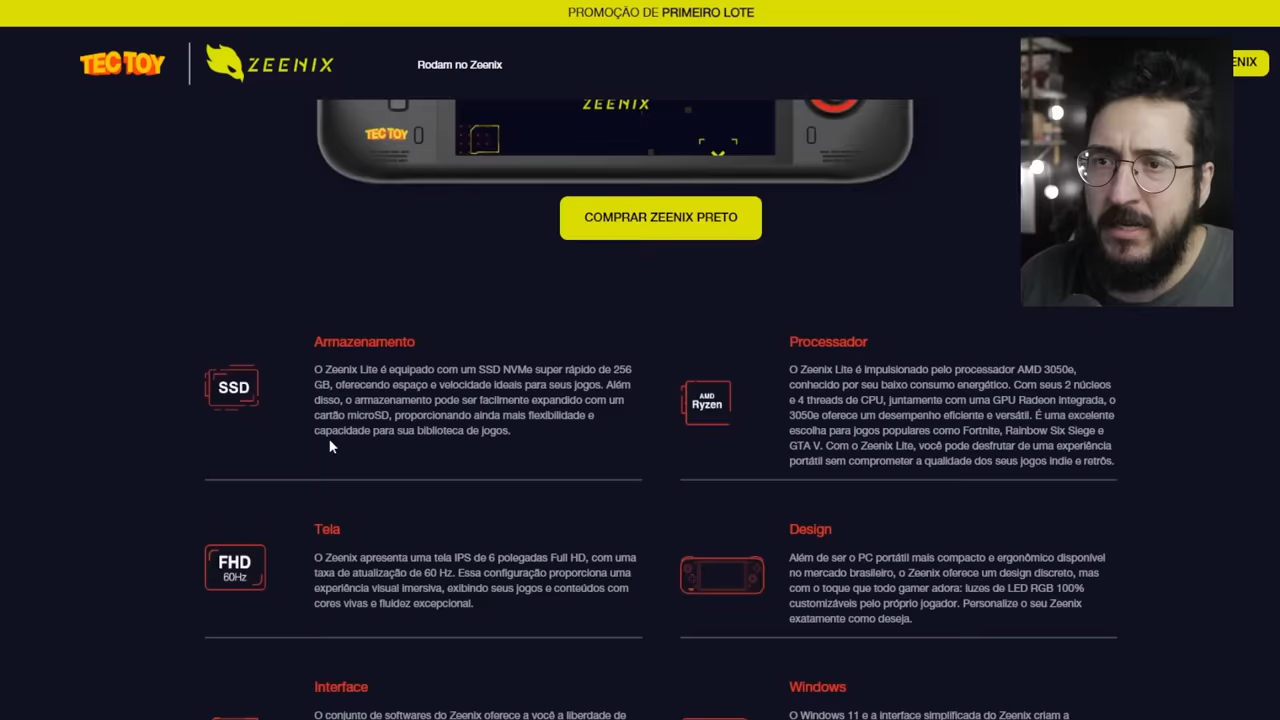 PROMOÇÃO DE PRIMEIRO LOTE
TECTOY
ZEENIX
Rodam no Zeenix
ENIX
ZEENIX
TECTOY
COMPRAR ZEENIX PRETO
Armazenamento
SSD
O Zeenix Lite é equipado com um SSD NVMe super rápido de 256
GB, oferecendo espaço e velocidade ideais para seus jogos. Além
disso, o armazenamento pode ser facilmente expandido com um
cartão microSD, proporcionando ainda mais flexibilidade e
capacidade para sua biblioteca de jogos.
Processador
AMD
Ryzen
O Zeenix Lite é impulsionado pelo processador AMD 3050e,
conhecido por seu baixo consumo energético. Com seus 2 núcleos
e 4 threads de CPU, juntamente com uma GPU Radeon integrada, o
3050e oferece um desempenho eficiente e versátil. É uma excelente
escolha para jogos populares como Fortnite, Rainbow Six Siege e
GTA V. Com o Zeenix Lite, você pode desfrutar de uma experiência
portátil sem comprometer a qualidade dos seus jogos indie e retrôs.
Tela
FHD
60Hz
O Zeenix apresenta uma tela IPS de 6 polegadas Full HD, com uma
taxa de atualização de 60 Hz. Essa configuração proporciona uma
experiência visual imersiva, exibindo seus jogos e conteúdos com
cores vivas e fluidez excepcional.
Design
Além de ser o PC portátil mais compacto e ergonômico disponível
no mercado brasileiro, o Zeenix oferece um design discreto, mas
com o toque que todo gamer adora: luzes de LED RGB 100%
customizáveis pelo próprio jogador. Personalize o seu Zeenix
exatamente como deseja.
Interface
O conjunto de softwares do Zeenix oferece a você a liberdade de
Windows
O Windows 11 e a interface simplificada do Zeenix criam a